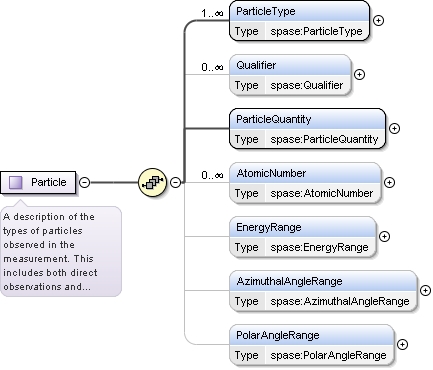 1..∞
ParticleType
Type spase:ParticleType
0..∞
Qualifier
Type spase:Qualifier
ParticleQuantity
Type spase:ParticleQuantity
Particle
0..∞
AtomicNumber
Type spase:AtomicNumber
A description of the
types of particles
observed in the
measurement. This
includes both direct
observations and...
EnergyRange
Type spase:EnergyRange
AzimuthalAngleRange
Type spase:AzimuthalAngleRange
PolarAngleRange
Type spase:PolarAngleRange